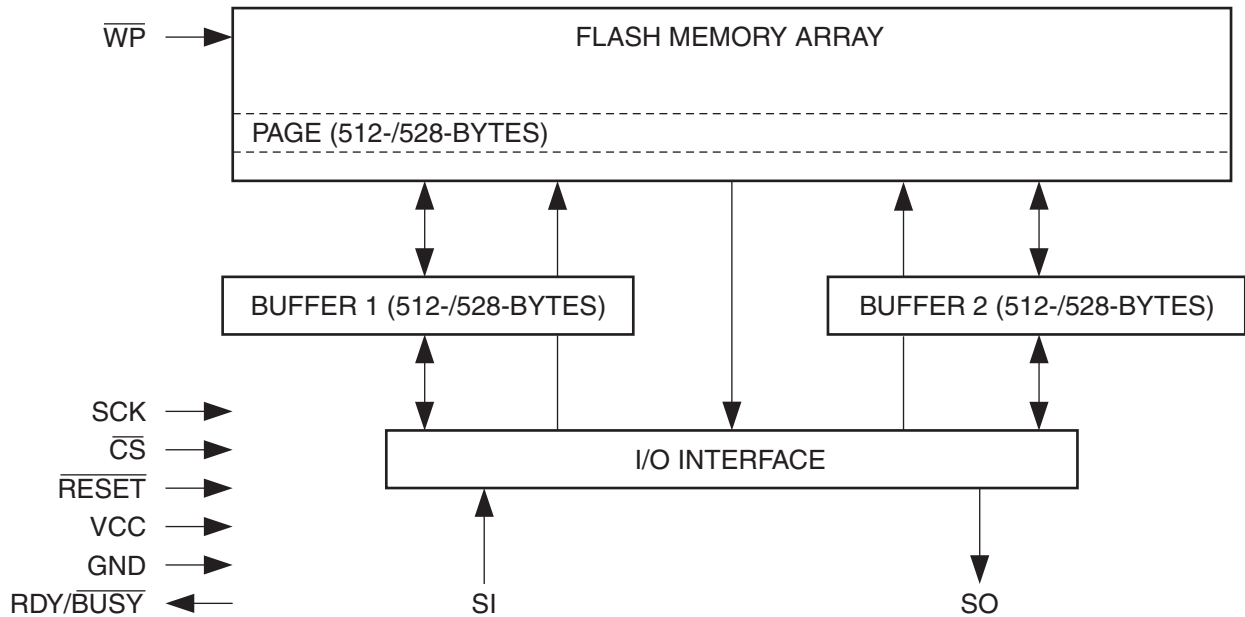 WP
FLASH MEMORY ARRAY
PAGE (512-/528-BYTES)
BUFFER 1 (512-/528-BYTES)
BUFFER 2 (512-/528-BYTES)
SCK
CS
I/O INTERFACE
RESET
VCC
GND
RDY/BUSY
SI
SO